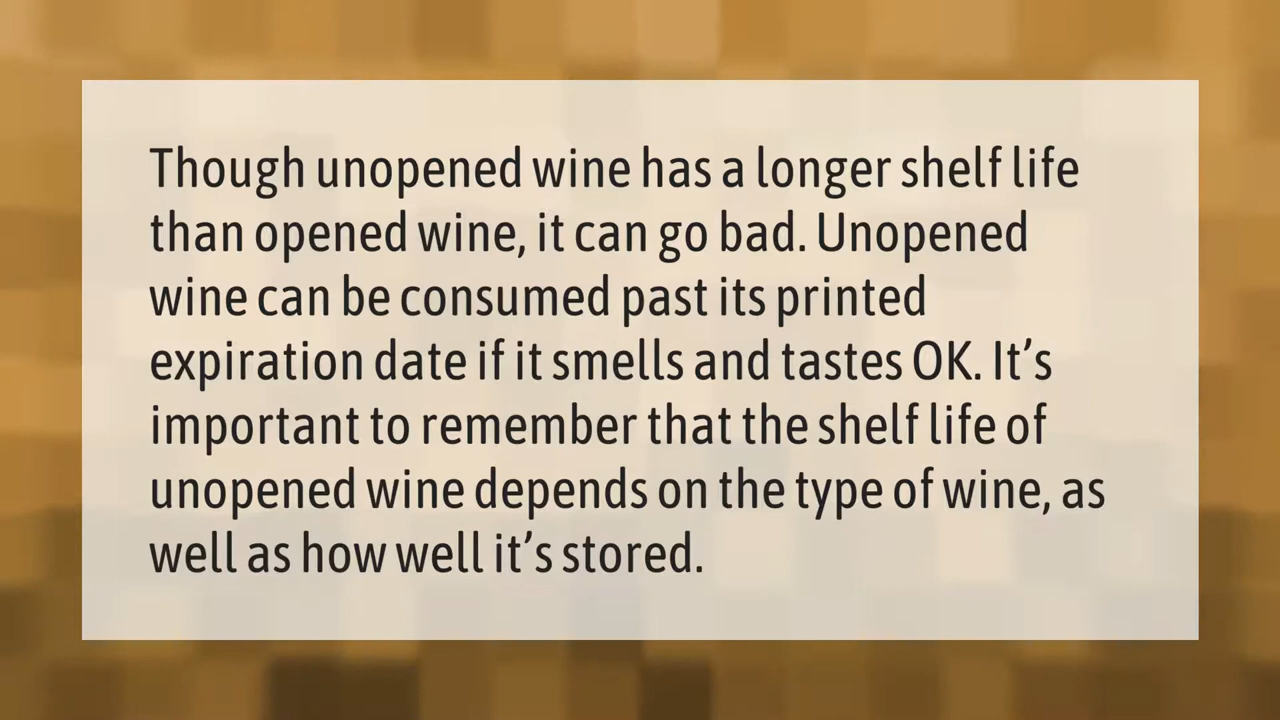 Though unopened wine has a longer shelf life
than opened wine, it can go bad. Unopened
wine can be consumed past its printed
expiration date if it smells and tastes OK. It’s
important to remember that the shelf life of
unopened wine depends on the type of wine, as
well as how well it’s stored.